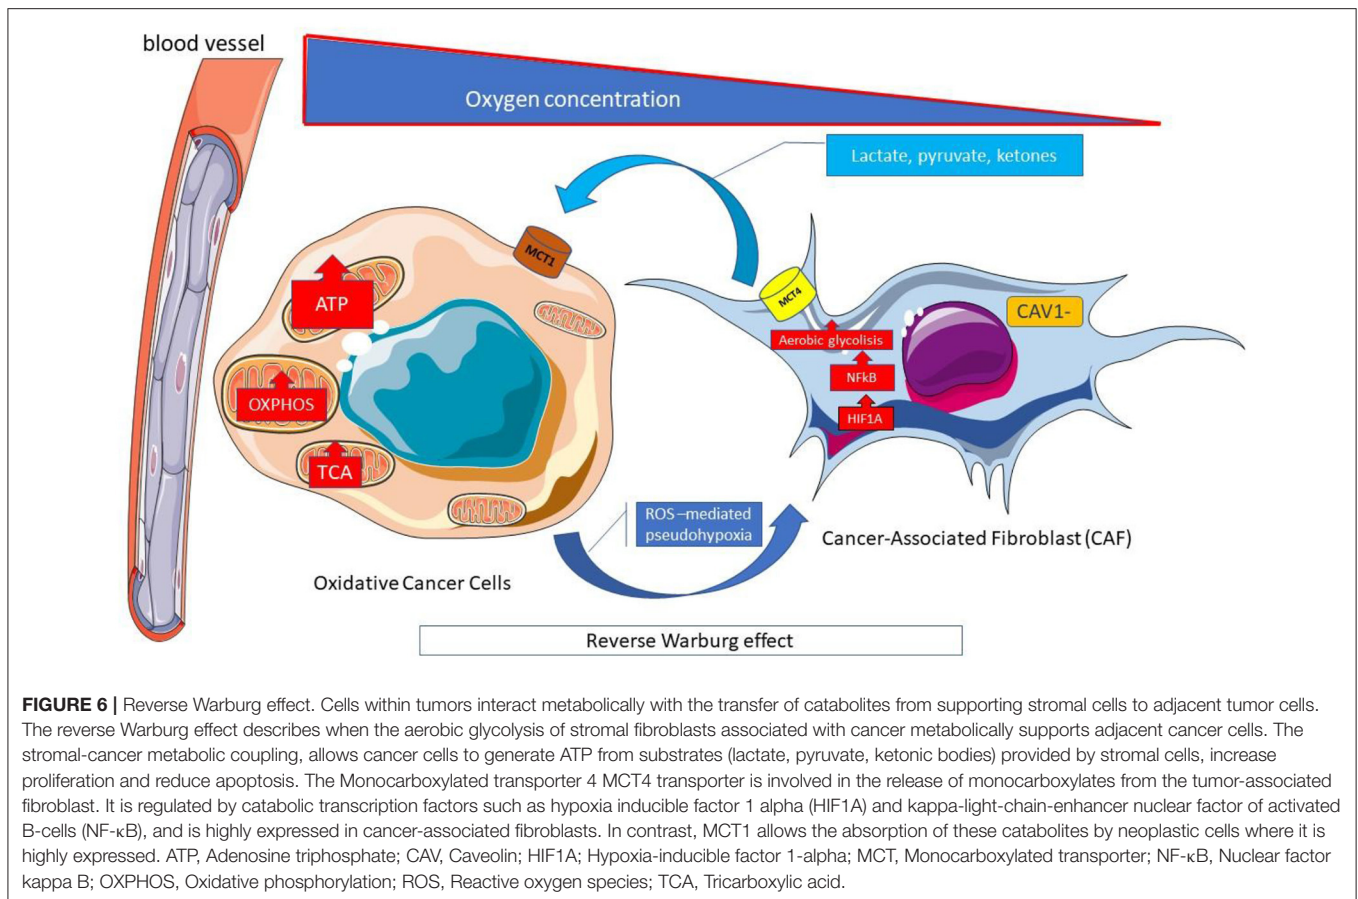 blood vessel
Oxygen concentration
Lactate, pyruvate, ketones
MCT1
MCT4
ATP
CAV1-
Aerobic glycolisis
NFkB
OXPHOS
HIF1A
TCA
ROS–mediated
pseudohypoxia
Cancer-Associated Fibroblast (CAF)
Oxidative Cancer Cells
Reverse Warburg effect
FIGURE 6 | Reverse Warburg effect. Cells within tumors interact metabolically with the transfer of catabolites from supporting stromal cells to adjacent tumor cells.
The reverse Warburg effect describes when the aerobic glycolysis of stromal fibroblasts associated with cancer metabolically supports adjacent cancer cells. The
stromal-cancer metabolic coupling, allows cancer cells to generate ATP from substrates (lactate, pyruvate, ketonic bodies) provided by stromal cells, increase
proliferation and reduce apoptosis. The Monocarboxylated transporter 4 MCT4 transporter is involved in the release of monocarboxylates from the tumor-associated
fibroblast. It is regulated by catabolic transcription factors such as hypoxia inducible factor 1 alpha (HIF1A) and kappa-light-chain-enhancer nuclear factor of activated
B-cells (NF-κB), and is highly expressed in cancer-associated fibroblasts. In contrast, MCT1 allows the absorption of these catabolites by neoplastic cells where it is
highly expressed. ATP, Adenosine triphosphate; CAV, Caveolin; HIF1A; Hypoxia-inducible factor 1-alpha; MCT, Monocarboxylated transporter; NF-κB, Nuclear factor
kappa B; OXPHOS, Oxidative phosphorylation; ROS, Reactive oxygen species; TCA, Tricarboxylic acid.